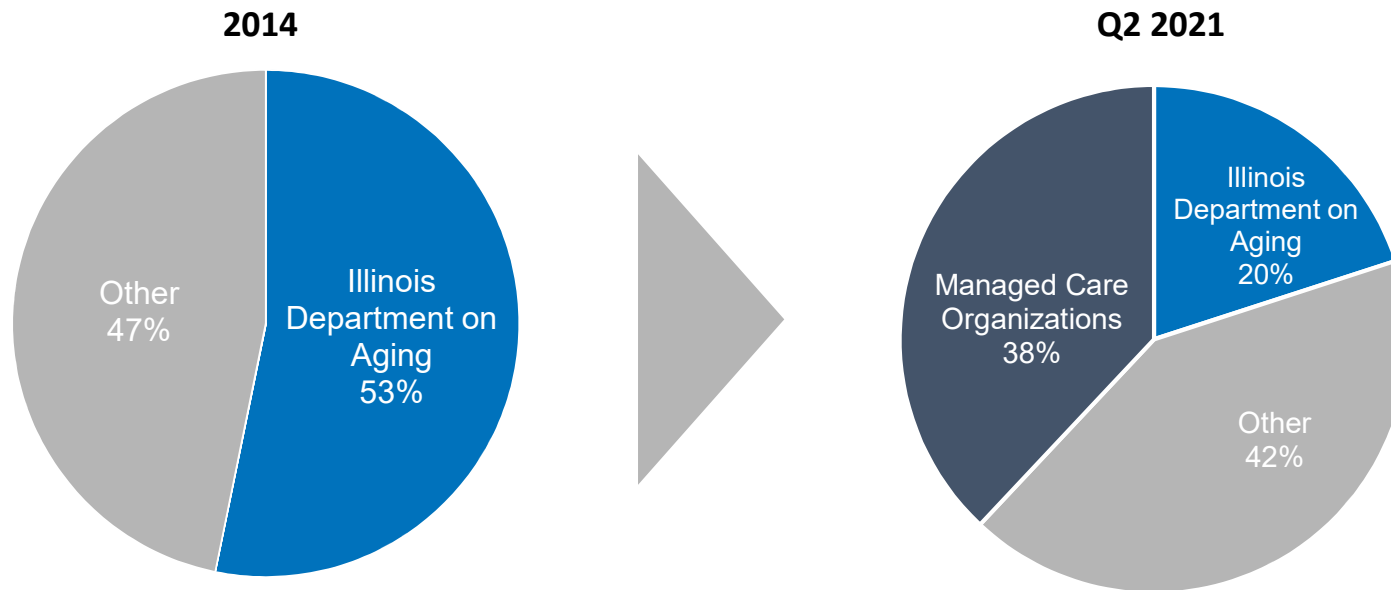 2014
Other
47%
Illinois
Department on
Aging
53%
Q2 2021
Illinois
Department on
Aging
20%
Managed Care
Organizations
38%
Other
42%